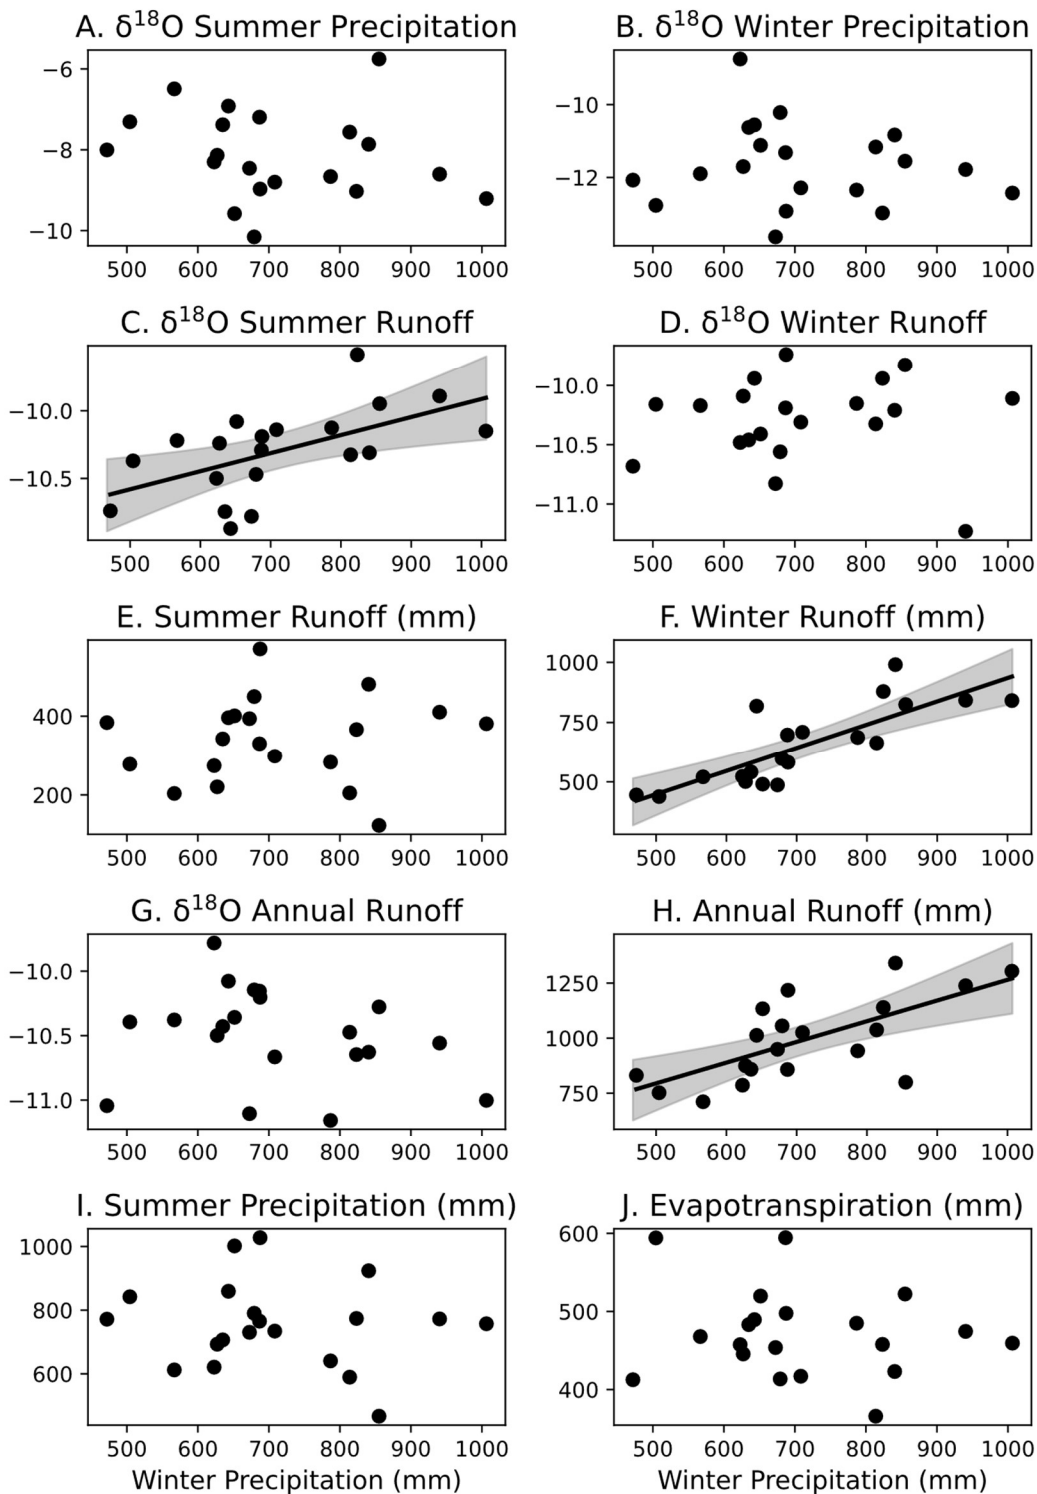 A. δ¹⁸O Summer Precipitation
−6
−8
−10
500 600 700 800 900 1000
B. δ¹⁸O Winter Precipitation
−10
−12
500 600 700 800 900 1000
C. δ¹⁸O Summer Runoff
−10.0
−10.5
500 600 700 800 900 1000
D. δ¹⁸O Winter Runoff
−10.0
−10.5
−11.0
500 600 700 800 900 1000
E. Summer Runoff (mm)
400
200
500 600 700 800 900 1000
F. Winter Runoff (mm)
1000
750
500
500 600 700 800 900 1000
G. δ¹⁸O Annual Runoff
−10.0
−10.5
−11.0
500 600 700 800 900 1000
H. Annual Runoff (mm)
1250
1000
750
500 600 700 800 900 1000
I. Summer Precipitation (mm)
1000
800
600
500 600 700 800 900 1000
Winter Precipitation (mm)
J. Evapotranspiration (mm)
600
500
400
500 600 700 800 900 1000
Winter Precipitation (mm)